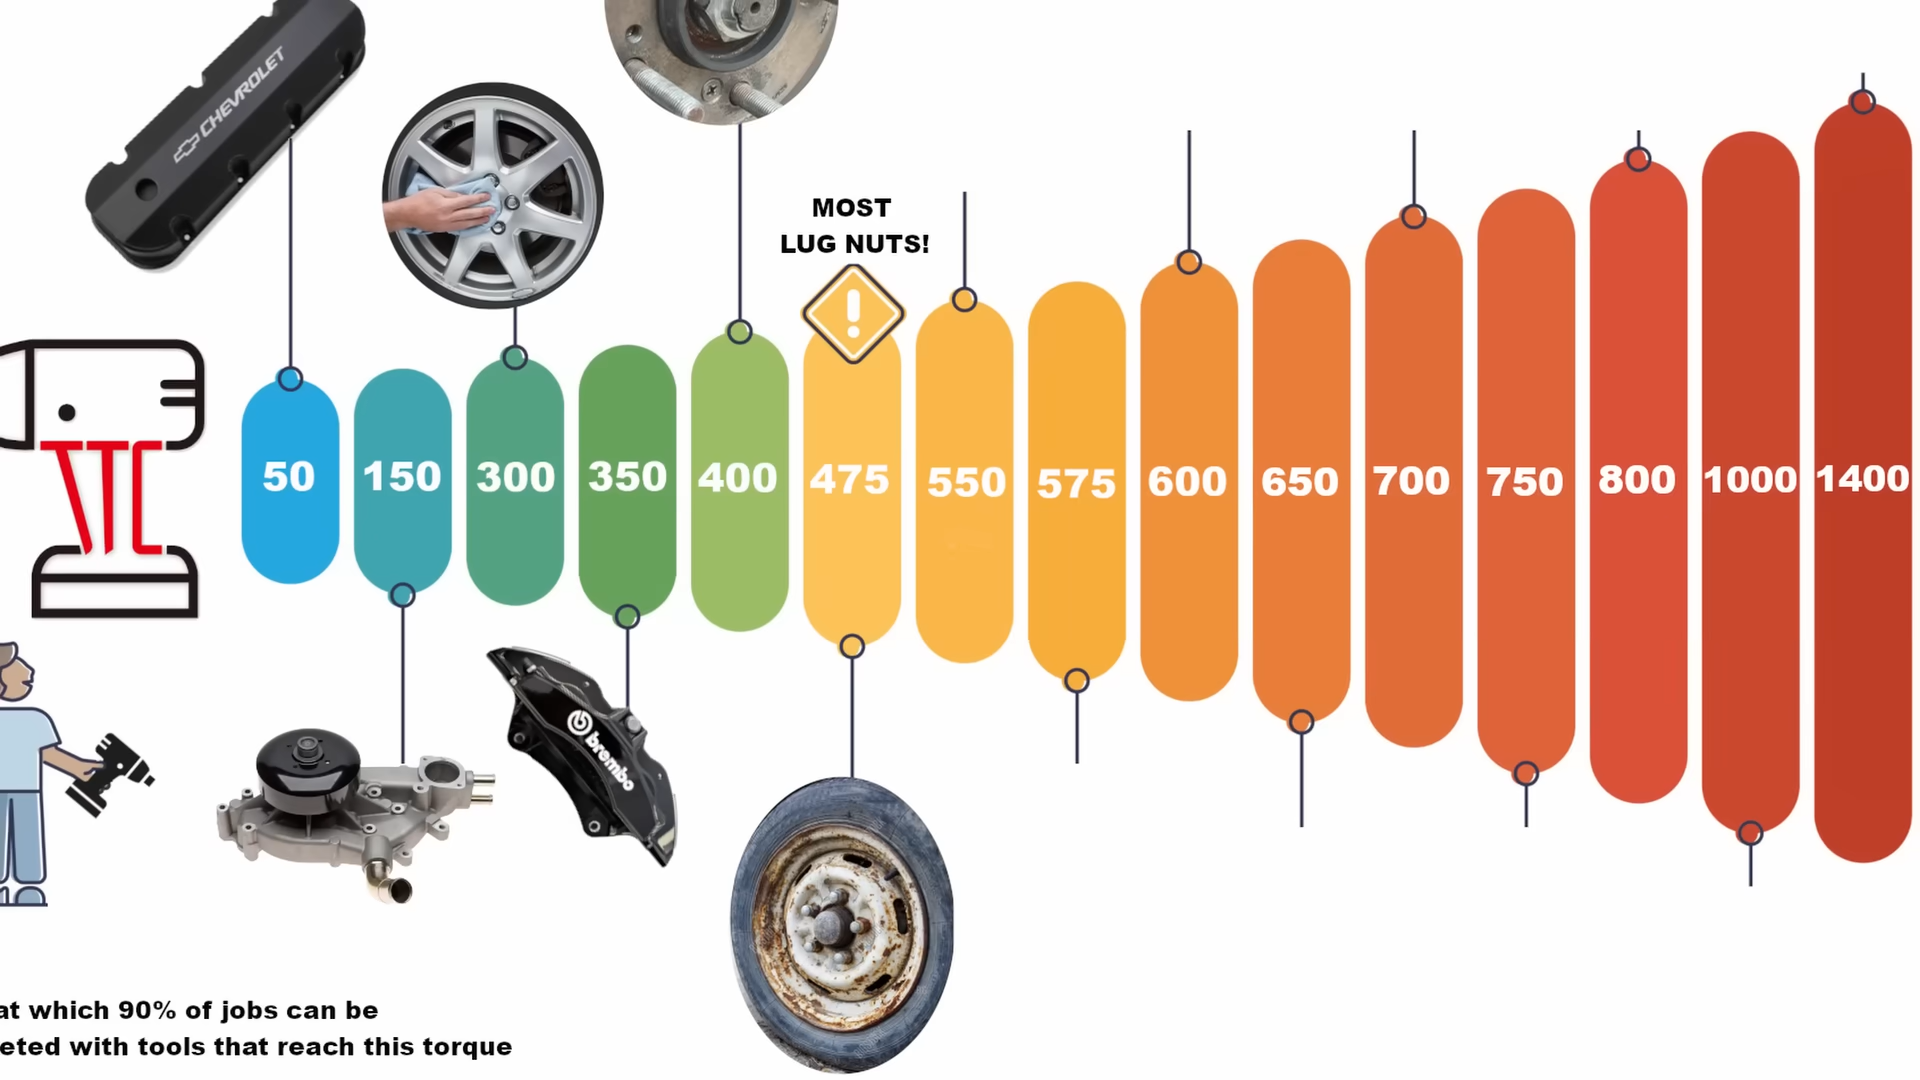 CHEVROLET
MOST
LUG NUTS!
50
150
300
350
400
475
550
575
600
650
700
750
800
1000
1400
VTC
brembo
at which 90% of jobs can be
eted with tools that reach this torque